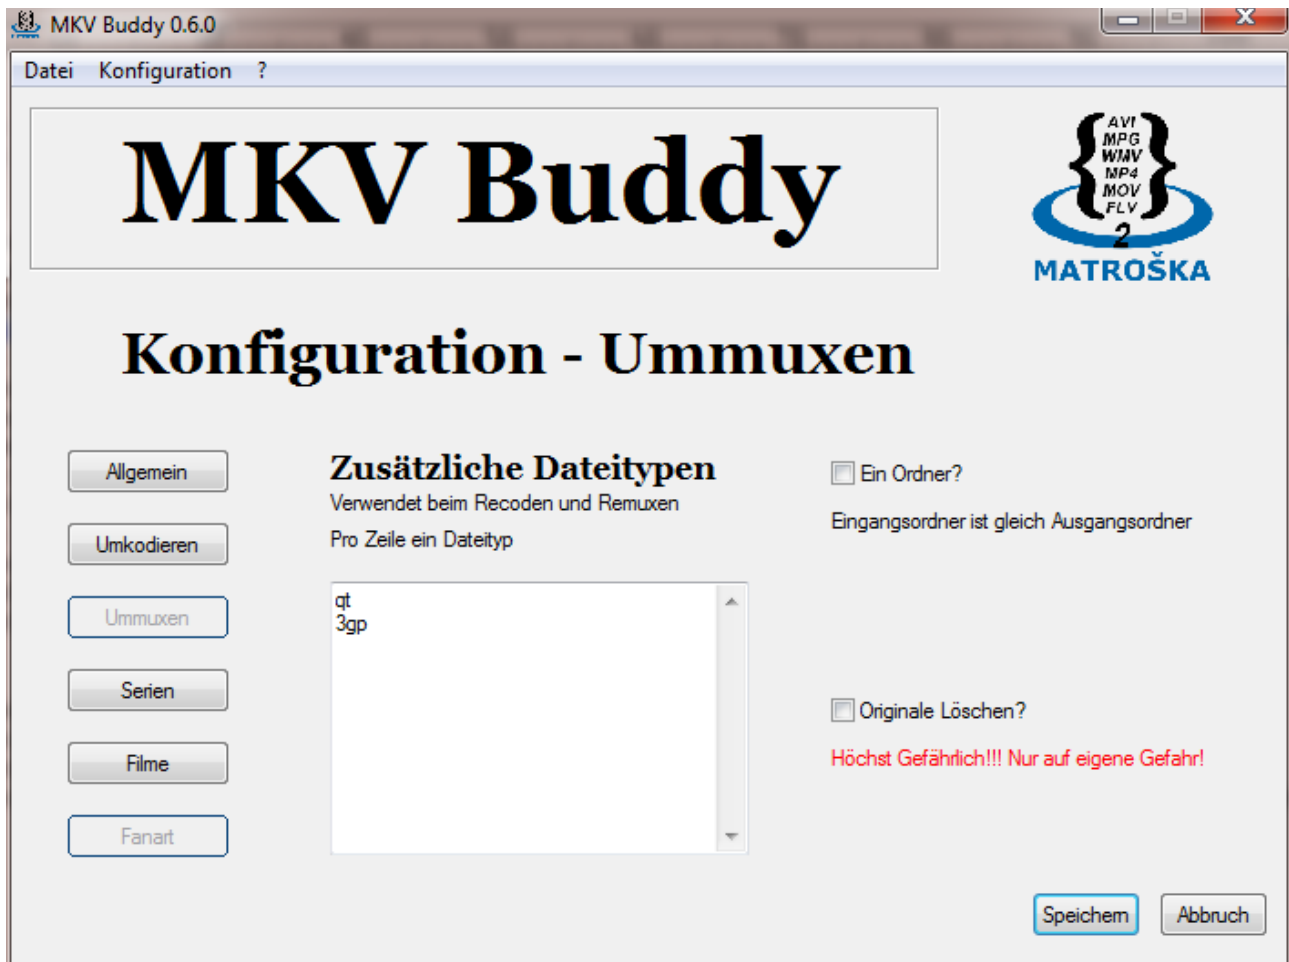 MKV Buddy 0.6.0
Datei Konfiguration ?
MKV Buddy
AVI
MPG
WMV
MP4
MOV
FLV
2
MATROŠKA
Konfiguration - Ummuxen
Allgemein
Umkodieren
Ummuxen
Serien
Filme
Fanart
Zusätzliche Dateitypen
Verwendet beim Recoden und Remuxen
Pro Zeile ein Dateityp
qt
3gp
Ein Ordner?
Eingangsordner ist gleich Ausgangsordner
Originale Löschen?
Höchst Gefährlich!!! Nur auf eigene Gefahr!
Speichern Abbruch